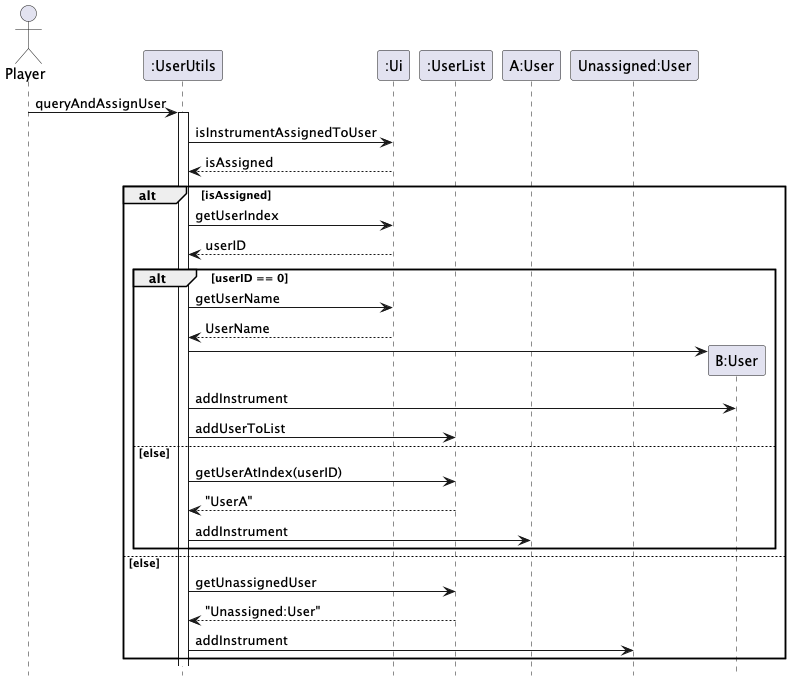 Player
:UserUtils
:Ui
:UserList
A:User
Unassigned:User
queryAndAssignUser
isInstrumentAssignedToUser
isAssigned
alt [isAssigned]
getUserIndex
userID
alt [userID == 0]
getUserName
UserName
B:User
addInstrument
addUserToList
[else]
getUserAtIndex(userID)
"UserA"
addInstrument
[else]
getUnassignedUser
"Unassigned:User"
addInstrument